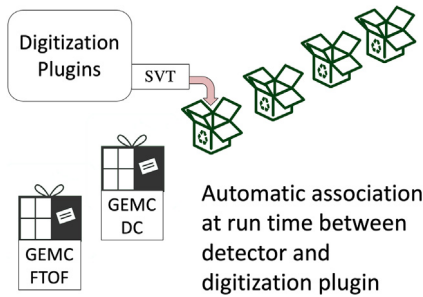 Digitization
Plugins
SVT
GEMC
DC
GEMC
FTOF
Automatic association
at run time between
detector and
digitization plugin